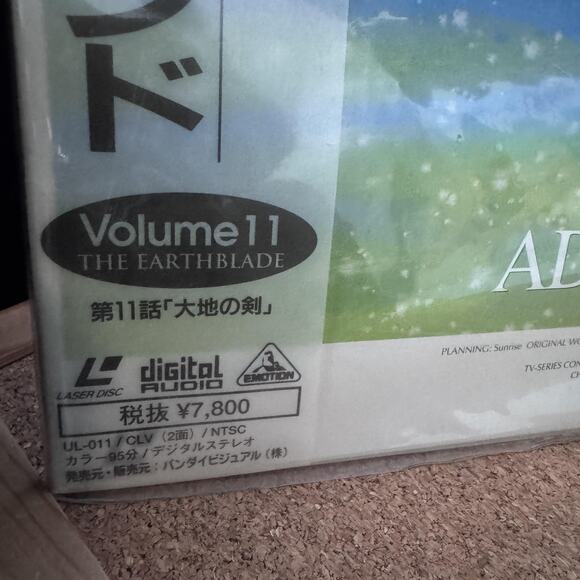 ド
Volume 11
THE EARTHBLADE
第11話「大地の剣」
AD
PLANNING: Sunrise ORIGINAL WO
TV-SERIES CON
CH
LASER DISC
digital
AUDIO
EMOTION
税抜 ¥7,800
UL-011 / CLV (2面) / NTSC
カラー95分 / デジタルステレオ
発売元・販売元:バンダイビジュアル (株)